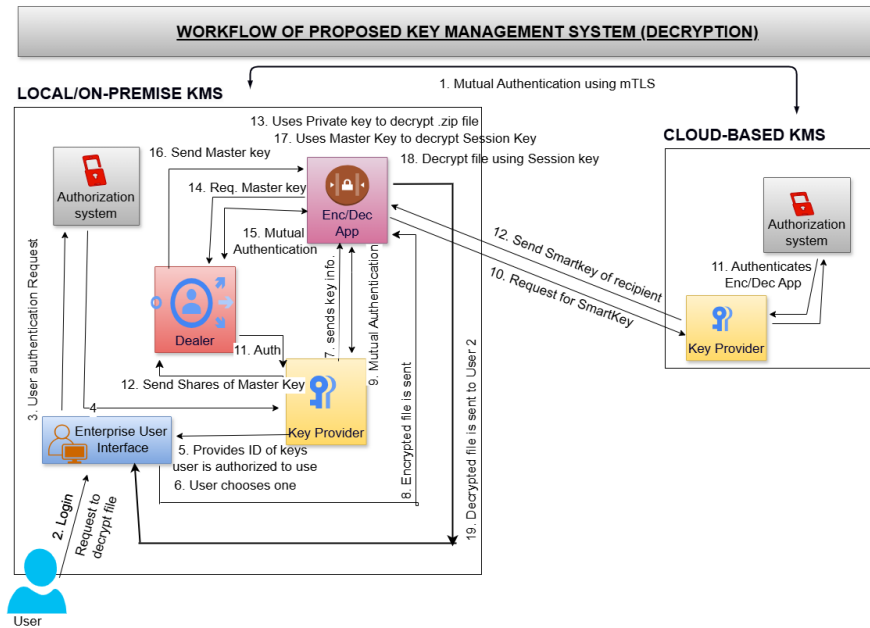 WORKFLOW OF PROPOSED KEY MANAGEMENT SYSTEM (DECRYPTION)
1. Mutual Authentication using mTLS
LOCAL/ON-PREMISE KMS
CLOUD-BASED KMS
13. Uses Private key to decrypt .zip file
17. Uses Master Key to decrypt Session Key
16. Send Master key
18. Decrypt file using Session key
14. Req. Master key
Authorization
system
Enc/Dec
App
15. Mutual
Authentication
Authorization
system
12. Send Smartkey of recipient
10. Request for SmartKey
11. Authenticates
Enc/Dec App
3. User authentication Request
7. sends key info.
9. Mutual Authentication
Dealer
11. Auth
Key Provider
12. Send Shares of Master Key
4
Enterprise User
Interface
Key Provider
5. Provides ID of keys
user is authorized to use
6. User chooses one
8. Encrypted file is sent
19. Decrypted file is sent to User 2
2. Login
Request to
decrypt file
User